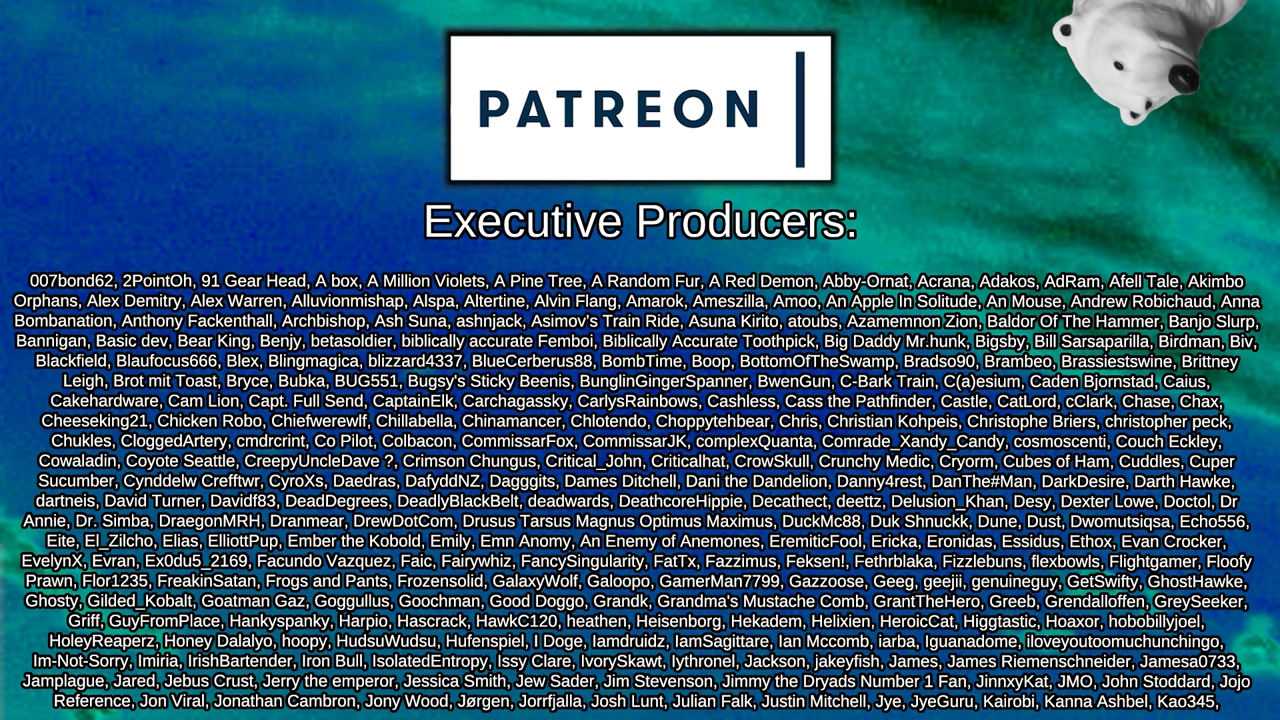 PATREON
Executive Producers:
007bond62, 2PointOh, 91 Gear Head, A box, A Million Violets, A Pine Tree, A Random Fur, A Red Demon, Abby-Ornat, Acrana, Adakos, AdRam, Afell Tale, Akimbo
Orphans, Alex Demitry, Alex Warren, Alluvionmishap, Alspa, Altertine, Alvin Flang, Amarok, Ameszilla, Amoo, An Apple In Solitude, An Mouse, Andrew Robichaud, Anna
Bombanation, Anthony Fackenthall, Archbishop, Ash Suna, ashnjack, Asimov's Train Ride, Asuna Kirito, atoubs, Azamemnon Zion, Baldor Of The Hammer, Banjo Slurp,
Bannigan, Basic dev, Bear King, Benjy, betasoldier, biblically accurate Femboi, Biblically Accurate Toothpick, Big Daddy Mr.hunk, Bigsby, Bill Sarsaparilla, Birdman, Biv,
Blackfield, Blaufocus666, Blex, Blingmagica, blizzard4337, BlueCerberus88, BombTime, Boop, BottomOfTheSwamp, Bradso90, Brambeo, Brassiestswine, Brittney
Leigh, Brot mit Toast, Bryce, Bubka, BUG551, Bugsy's Sticky Beenis, BunglinGingerSpanner, BwenGun, C-Bark Train, C(a)esium, Caden Bjornstad, Caius,
Cakehardware, Cam Lion, Capt. Full Send, CaptainElk, Carchagassky, CarlysRainbows, Cashless, Cass the Pathfinder, Castle, CatLord, cClark, Chase, Chax,
Cheeseking21, Chicken Robo, Chiefwerewlf, Chillabella, Chinamancer, Chlotendo, Choppytehbear, Chris, Christian Kohpeis, Christophe Briers, christopher peck,
Chukles, CloggedArtery, cmdrcrint, Co Pilot, Colbacon, CommissarFox, CommissarJK, complexQuanta, Comrade_Xandy_Candy, cosmoscenti, Couch Eckley,
Cowaladin, Coyote Seattle, CreepyUncleDave ?, Crimson Chungus, Critical_John, Criticalhat, CrowSkull, Crunchy Medic, Cryorm, Cubes of Ham, Cuddles, Cuper
Sucumber, Cynddelw Crefftwr, CyroXs, Daedras, DafyddNZ, Dagggits, Dames Ditchell, Dani the Dandelion, Danny4rest, DanThe#Man, DarkDesire, Darth Hawke,
dartneis, David Turner, Davidf83, DeadDegrees, DeadlyBlackBelt, deadwards, DeathcoreHippie, Decathect, deettz, Delusion_Khan, Desy, Dexter Lowe, Doctol, Dr
Annie, Dr. Simba, DraegonMRH, Dranmear, DrewDotCom, Drusus Tarsus Magnus Optimus Maximus, DuckMc88, Duk Shnuckk, Dune, Dust, Dwomutsiqsa, Echo556,
Eite, El_Zilcho, Elias, ElliottPup, Ember the Kobold, Emily, Emn Anomy, An Enemy of Anemones, EremiticFool, Ericka, Eronidas, Essidus, Ethox, Evan Crocker,
EvelynX, Evran, Ex0du5_2169, Facundo Vazquez, Faic, Fairywhiz, FancySingularity, FatTx, Fazzimus, Feksen!, Fethrblaka, Fizzlebuns, flexbowls, Flightgamer, Floofy
Prawn, Flor1235, FreakinSatan, Frogs and Pants, Frozensolid, GalaxyWolf, Galoopo, GamerMan7799, Gazzoose, Geeg, geejii, genuineguy, GetSwifty, GhostHawke,
Ghosty, Gilded_Kobalt, Goatman Gaz, Goggullus, Goochman, Good Doggo, Grandk, Grandma's Mustache Comb, GrantTheHero, Greeb, Grendalloffen, GreySeeker,
Griff, GuyFromPlace, Hankyspanky, Harpio, Hascrack, HawkC120, heathen, Heisenborg, Hekadem, Helixien, HeroicCat, Higgtastic, Hoaxor, hobobillyjoel,
HoleyReaperz, Honey Dalalyo, hoopy, HudsuWudsu, Hufenspiel, I Doge, Iamdruidz, IamSagittare, Ian Mccomb, iarba, Iguanadome, iloveyoutoomuchunchingo,
Im-Not-Sorry, Imiria, IrishBartender, Iron Bull, IsolatedEntropy, Issy Clare, IvorySkawt, Iythronel, Jackson, jakeyfish, James, James Riemenschneider, Jamesa0733,
Jamplague, Jared, Jebus Crust, Jerry the emperor, Jessica Smith, Jew Sader, Jim Stevenson, Jimmy the Dryads Number 1 Fan, JinnxyKat, JMO, John Stoddard, Jojo
Reference, Jon Viral, Jonathan Cambron, Jony Wood, Jørgen, Jorrfjalla, Josh Lunt, Julian Falk, Justin Mitchell, Jye, JyeGuru, Kairobi, Kanna Ashbel, Kao345,